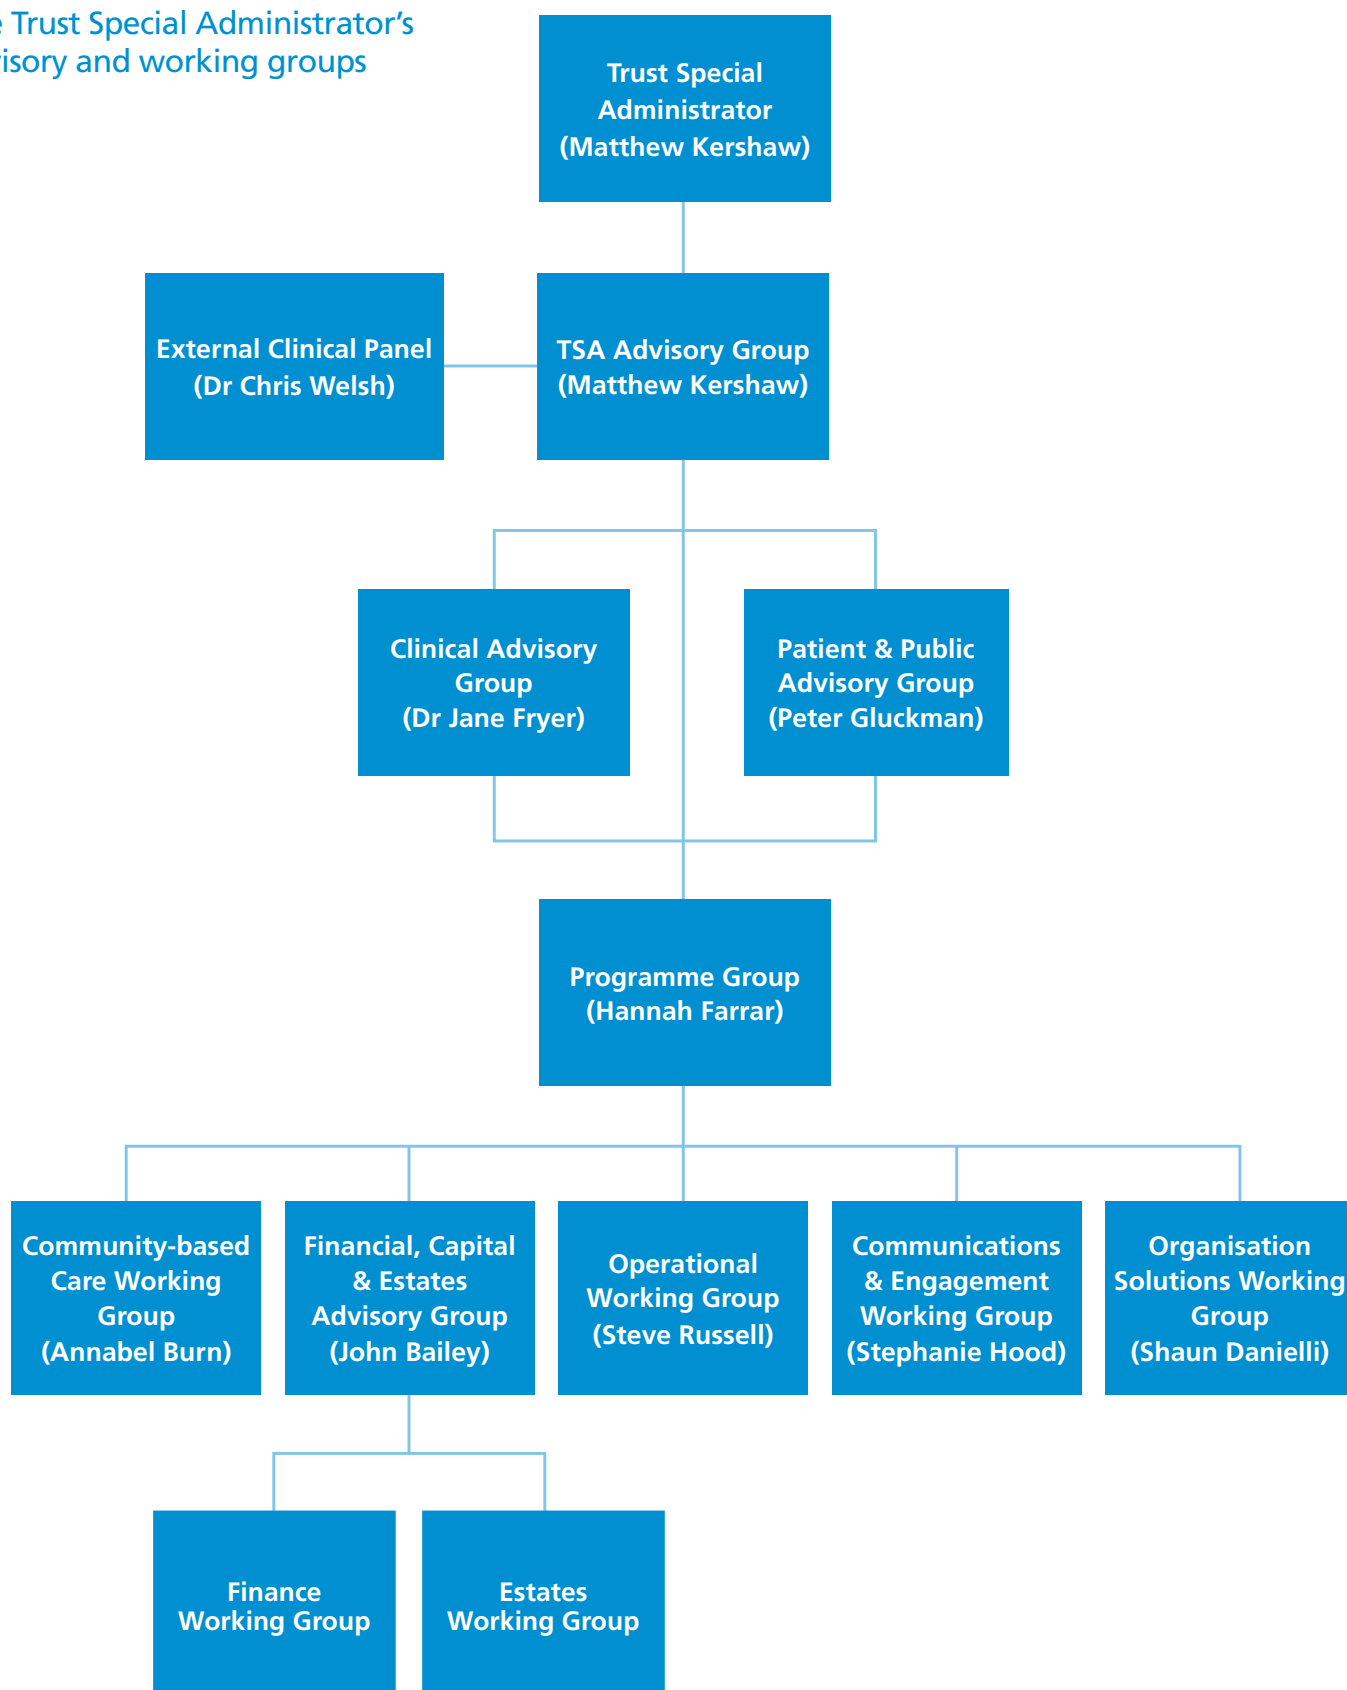 Trust Special Administrator's
and working groups
Trust Special
Administrator
(Matthew Kershaw)
External Clinical Panel
(Dr Chris Welsh)
TSA Advisory Group
(Matthew Kershaw)
Clinical Advisory
Group
(Dr Jane Fryer)
Patient & Public
Advisory Group
(Peter Gluckman)
Programme Group
(Hannah Farrar)
Community-based
Care Working
Group
(Annabel Burn)
Financial, Capital
& Estates
Advisory Group
(John Bailey)
Operational
Working Group
(Steve Russell)
Communications
& Engagement
Working Group
(Stephanie Hood)
Organisation
Solutions Working
Group
(Shaun Danielli)
Finance
Working Group
Estates
Working Group